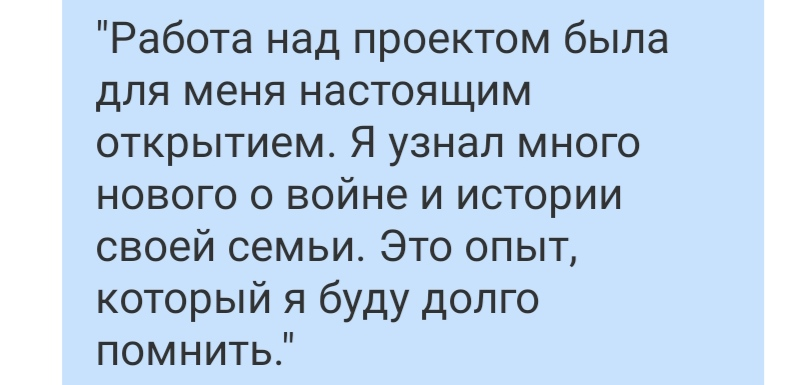 "Работа над проектом была
для меня настоящим
открытием. Я узнал много
нового о войне и истории
своей семьи. Это опыт,
который я буду долго
помнить."